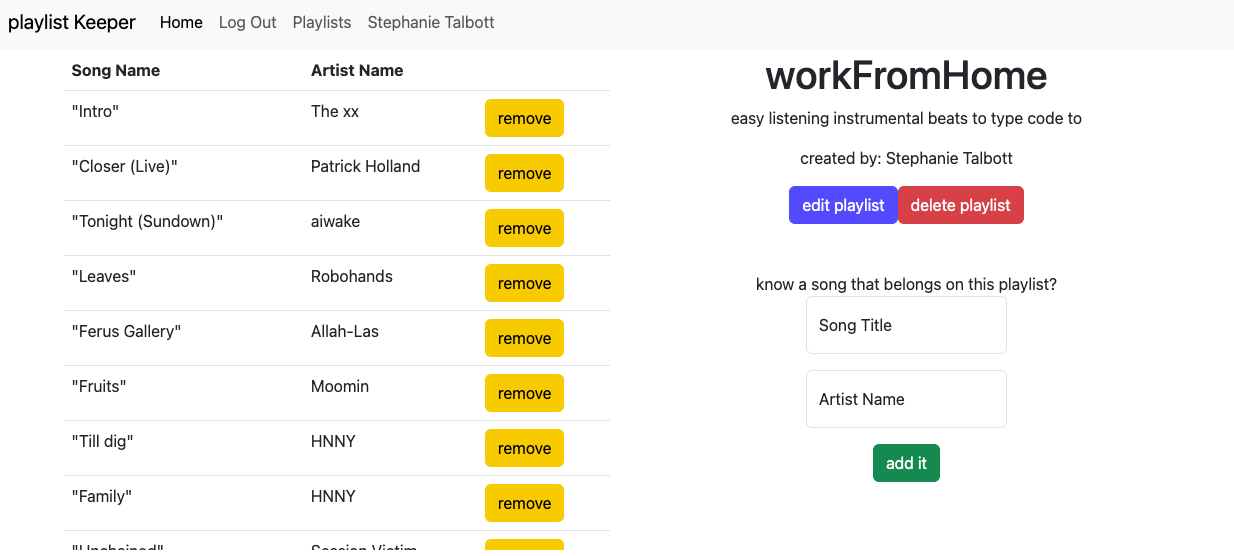 playlist Keeper Home Log Out Playlists Stephanie Talbott
Song Name Artist Name
"Intro" The xx remove
"Closer (Live)" Patrick Holland remove
"Tonight (Sundown)" aiwake remove
"Leaves" Robohands remove
"Ferus Gallery" Allah-Las remove
"Fruits" Moomin remove
"Till dig" HNNY remove
"Family" HNNY remove
"Unchained" Session Victim
workFromHome
easy listening instrumental beats to type code to
created by: Stephanie Talbott
edit playlist delete playlist
know a song that belongs on this playlist?
Song Title
Artist Name
add it